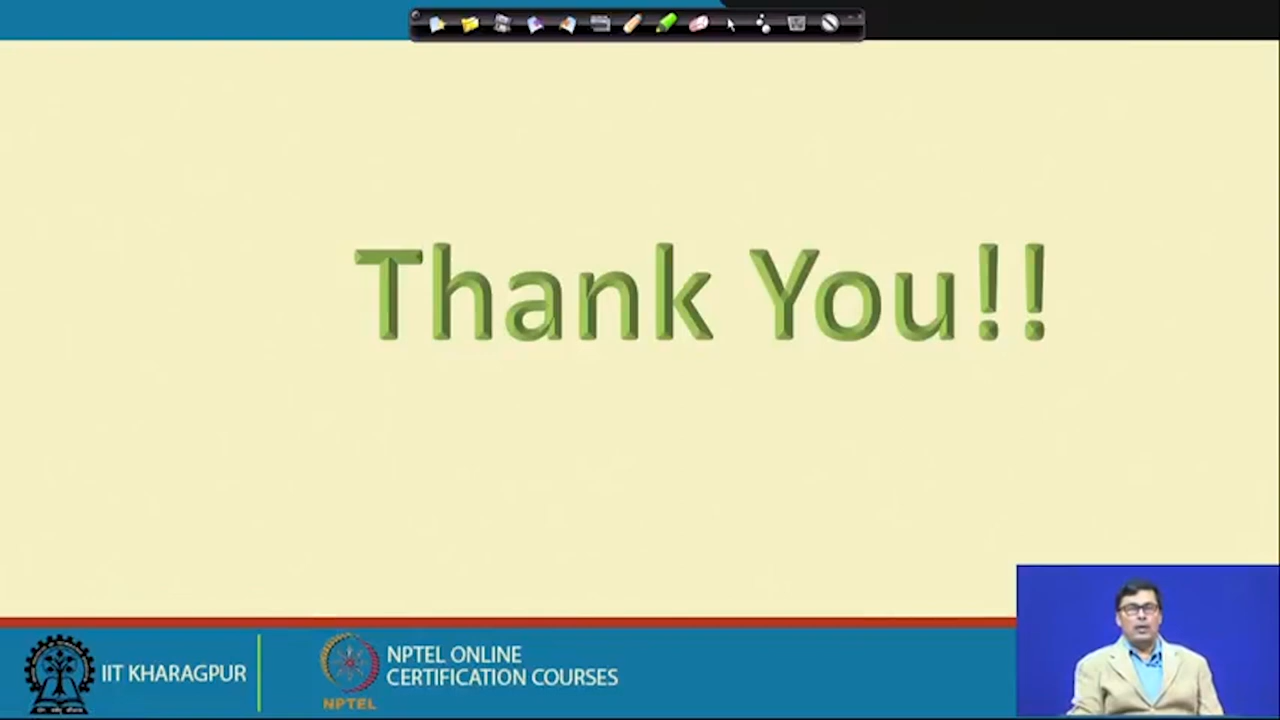 Thank You!!
IIT KHARAGPUR
NPTEL
NPTEL ONLINE
CERTIFICATION COURSES